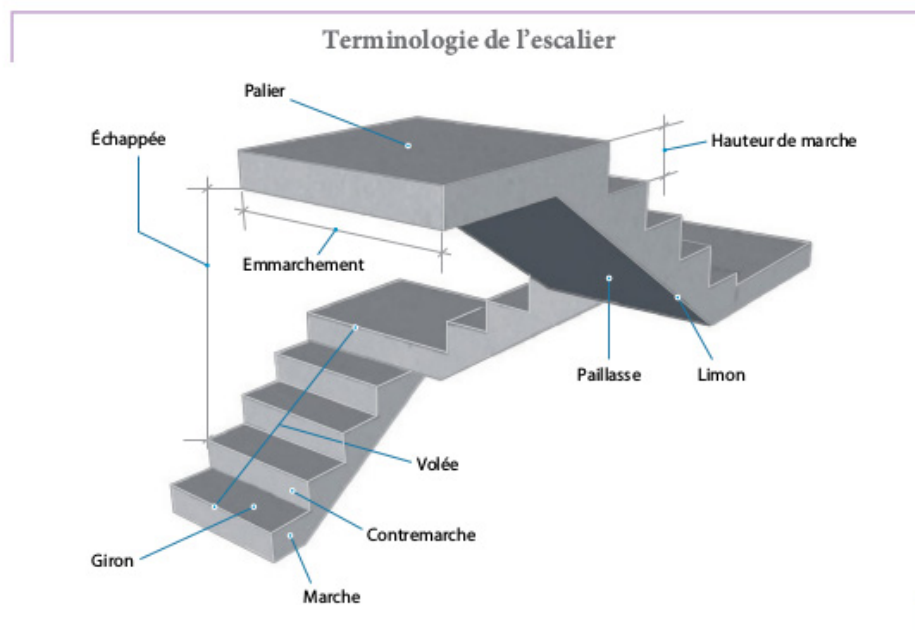 Terminologie de l'escalier
Palier
Échappée
Hauteur de marche
Emmarchement
Paillasse
Limon
Volée
Contremarche
Giron
Marche